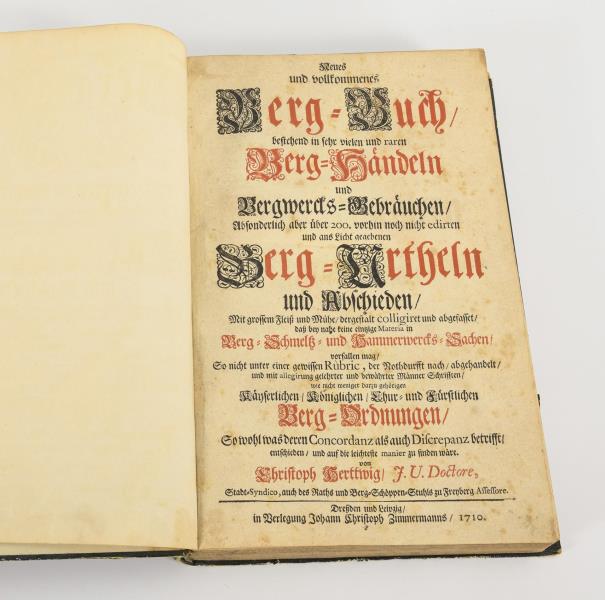 Neues
und vollkommenes
Berg-Buch/
bestehend in sehr vielen und raren
Berg-Händeln
und
Bergwercks-Gebräuchen/
Absonderlich aber über 200. vorhin noch nicht edirten
und ans Licht gegebenen
Berg-Urtheln
und Abschieden/
Mit grossem Fleiß und Mühe/ dergestalt colligiret und abgefasset/
daß bey nahe keine eintzige Materia in
Berg- Schmeltz- und Hammerwercks-Sachen/
vorfallen mag/
So nicht unter einer gewissen Rubric, der Nothdurfft nach/ abgehandelt/
und mit allegirung gelehrter und bewährter Männer Schrifften/
wie nicht weniger darzu gehörigen
Käyserlichen/ Königlichen/ Chur- und Fürstlichen
Berg-Ordnungen/
So wohl was deren Concordanz als auch Discrepanz betrifft/
entschieden/ und auf die leichteste manier zu finden wäre.
von
Christoph Herttwig/ J. U. Doctore,
Stadt-Syndico, auch des Raths und Berg-Schöppen-Stuhls zu Freyberg Assessore.
Dreßden und Leipzig/
in Verlegung Johann Christoph Zimmermanns/ 1710.